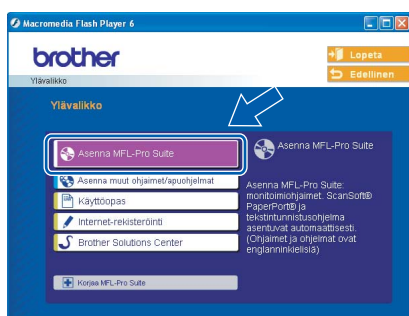 Macromedia Flash Player 6
brother
Lopeta
Edellinen
Ylävalikko
Ylävalikko
Asenna MFL-Pro Suite
Asenna muut ohjaimet/apuohjelmat
Käyttöopas
Internet-rekisteröinti
Brother Solutions Center
Korjaa MFL-Pro Suite
Asenna MFL-Pro Suite
Asenna MFL-Pro Suite:
monitoimiohjaimet. ScanSoft®
PaperPort® ja
tekstintunnistusohjelma
asentuvat automaattisesti.
(Ohjaimet ja ohjelmat ovat
englanninkielisiä)